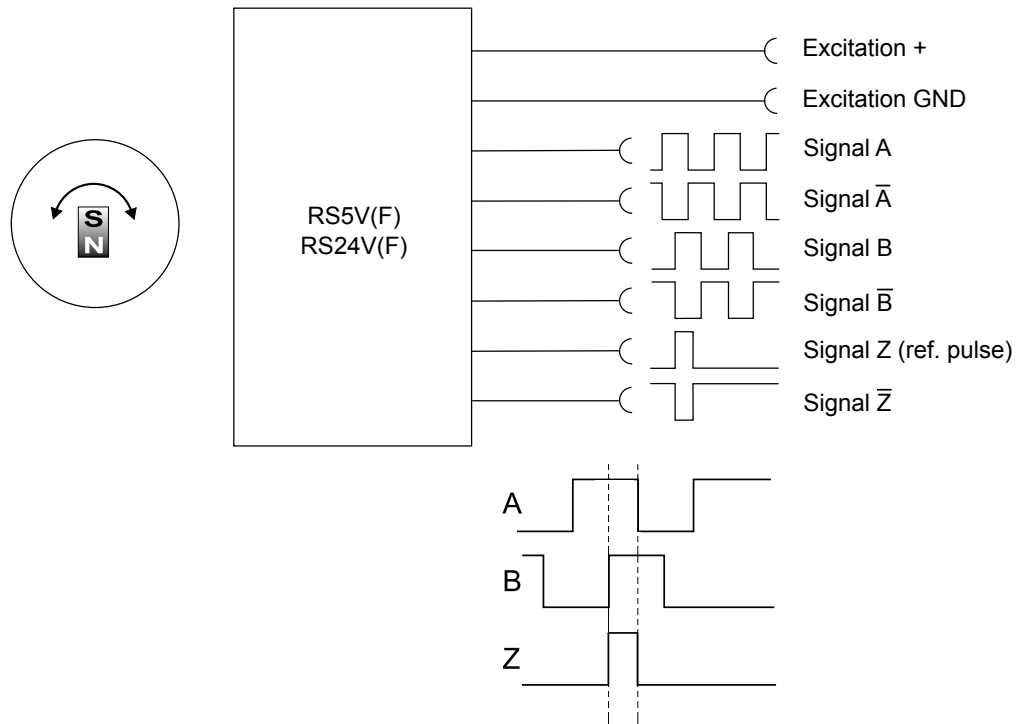 Excitation +
Excitation GND
Signal A
Signal A̅
Signal B
Signal B̅
Signal Z (ref. pulse)
Signal Z̅
S
N
RS5V(F)
RS24V(F)
A
B
Z